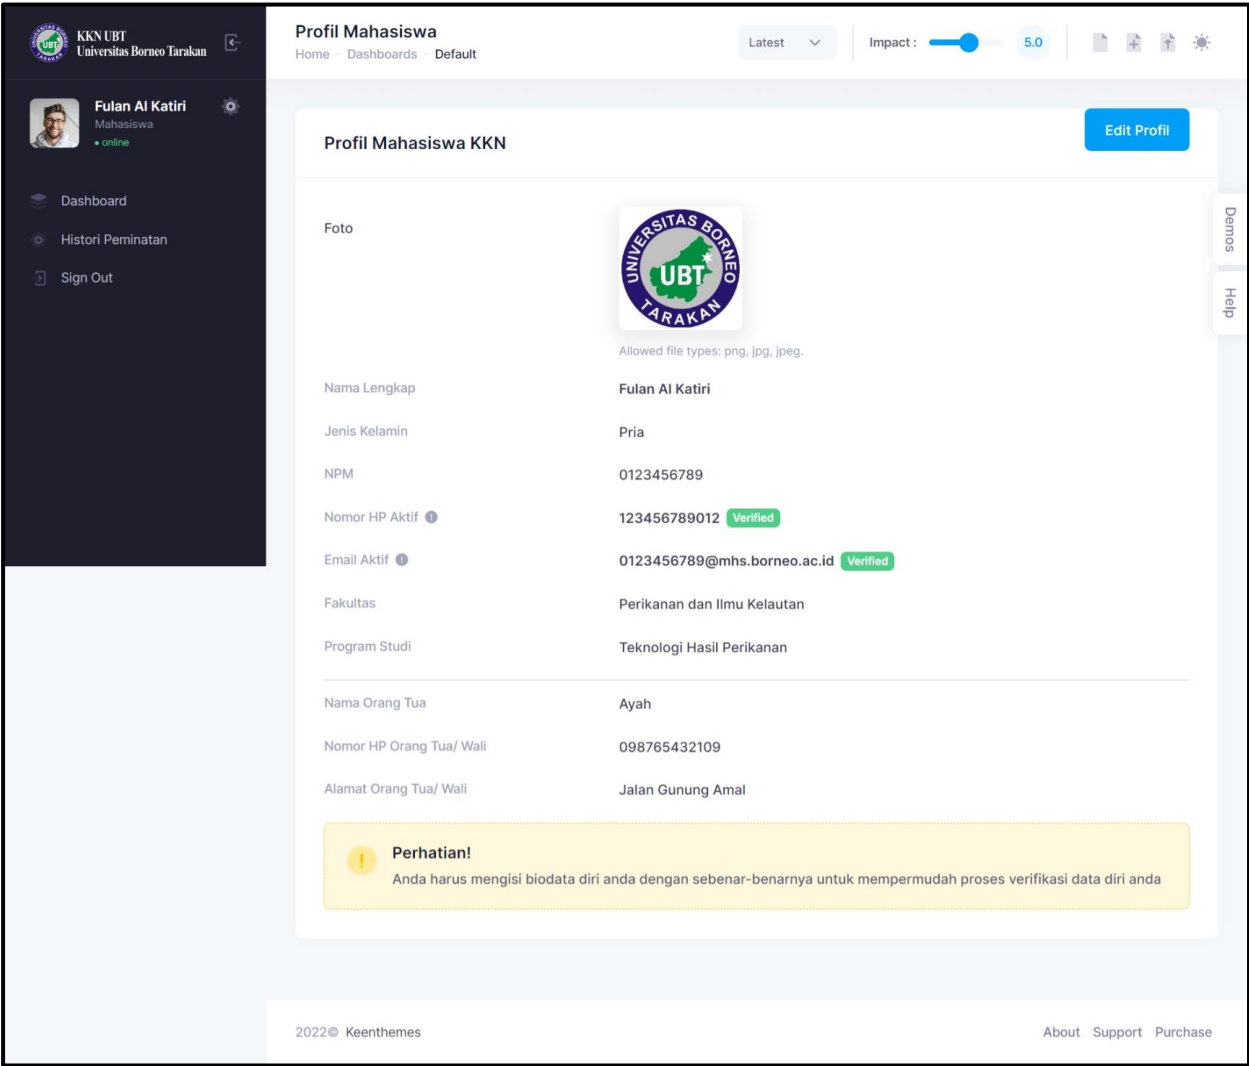 KKN UBT
Universitas Borneo Tarakan
Fulan Al Katiri
Mahasiswa
online
Dashboard
Histori Peminatan
Sign Out
Profil Mahasiswa
Home - Dashboards - Default
Latest
Impact : 5.0
Profil Mahasiswa KKN
Edit Profil
Demos
Help
Foto
UNIVERSITAS BORNEO
UBT
TARAKAN
Allowed file types: png, jpg, jpeg.
Nama Lengkap Fulan Al Katiri
Jenis Kelamin Pria
NPM 0123456789
Nomor HP Aktif 123456789012 Verified
Email Aktif 0123456789@mhs.borneo.ac.id Verified
Fakultas Perikanan dan Ilmu Kelautan
Program Studi Teknologi Hasil Perikanan
Nama Orang Tua Ayah
Nomor HP Orang Tua/ Wali 098765432109
Alamat Orang Tua/ Wali Jalan Gunung Amal
Perhatian!
Anda harus mengisi biodata diri anda dengan sebenar-benarnya untuk mempermudah proses verifikasi data diri anda
2022© Keenthemes
About Support Purchase